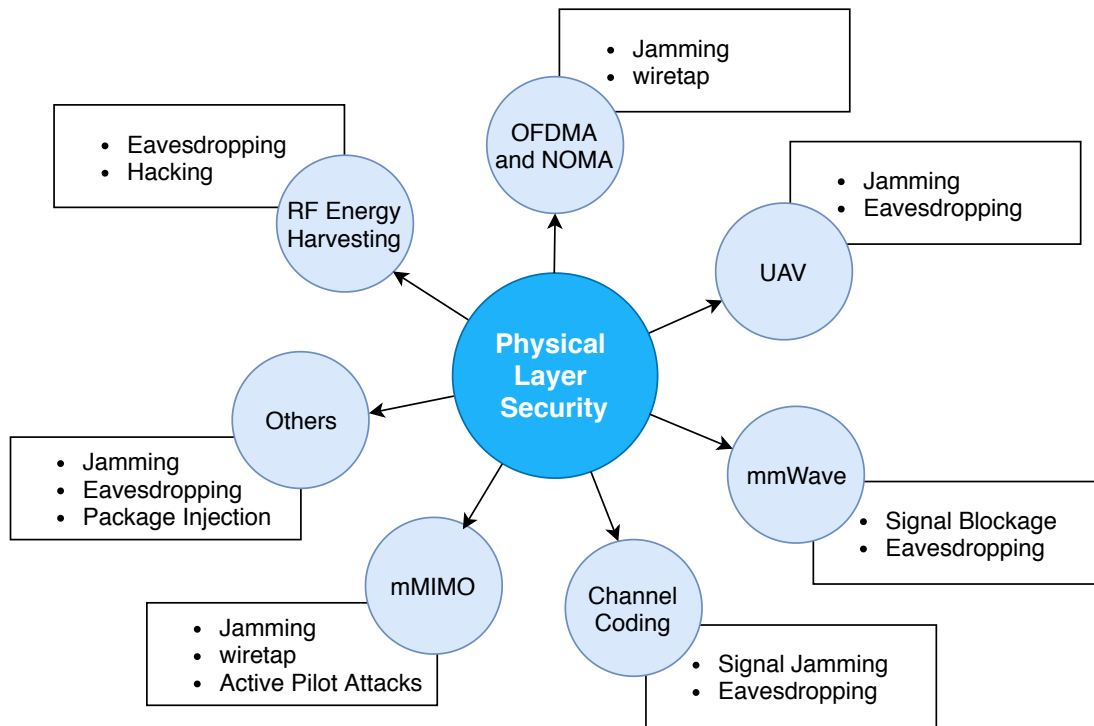 • Jamming
• wiretap
OFDMA
and NOMA
• Eavesdropping
• Hacking
RF Energy
Harvesting
• Jamming
• Eavesdropping
UAV
Physical
Layer
Security
Others
• Jamming
• Eavesdropping
• Package Injection
mmWave
• Signal Blockage
• Eavesdropping
mMIMO
• Jamming
• wiretap
• Active Pilot Attacks
Channel
Coding
• Signal Jamming
• Eavesdropping